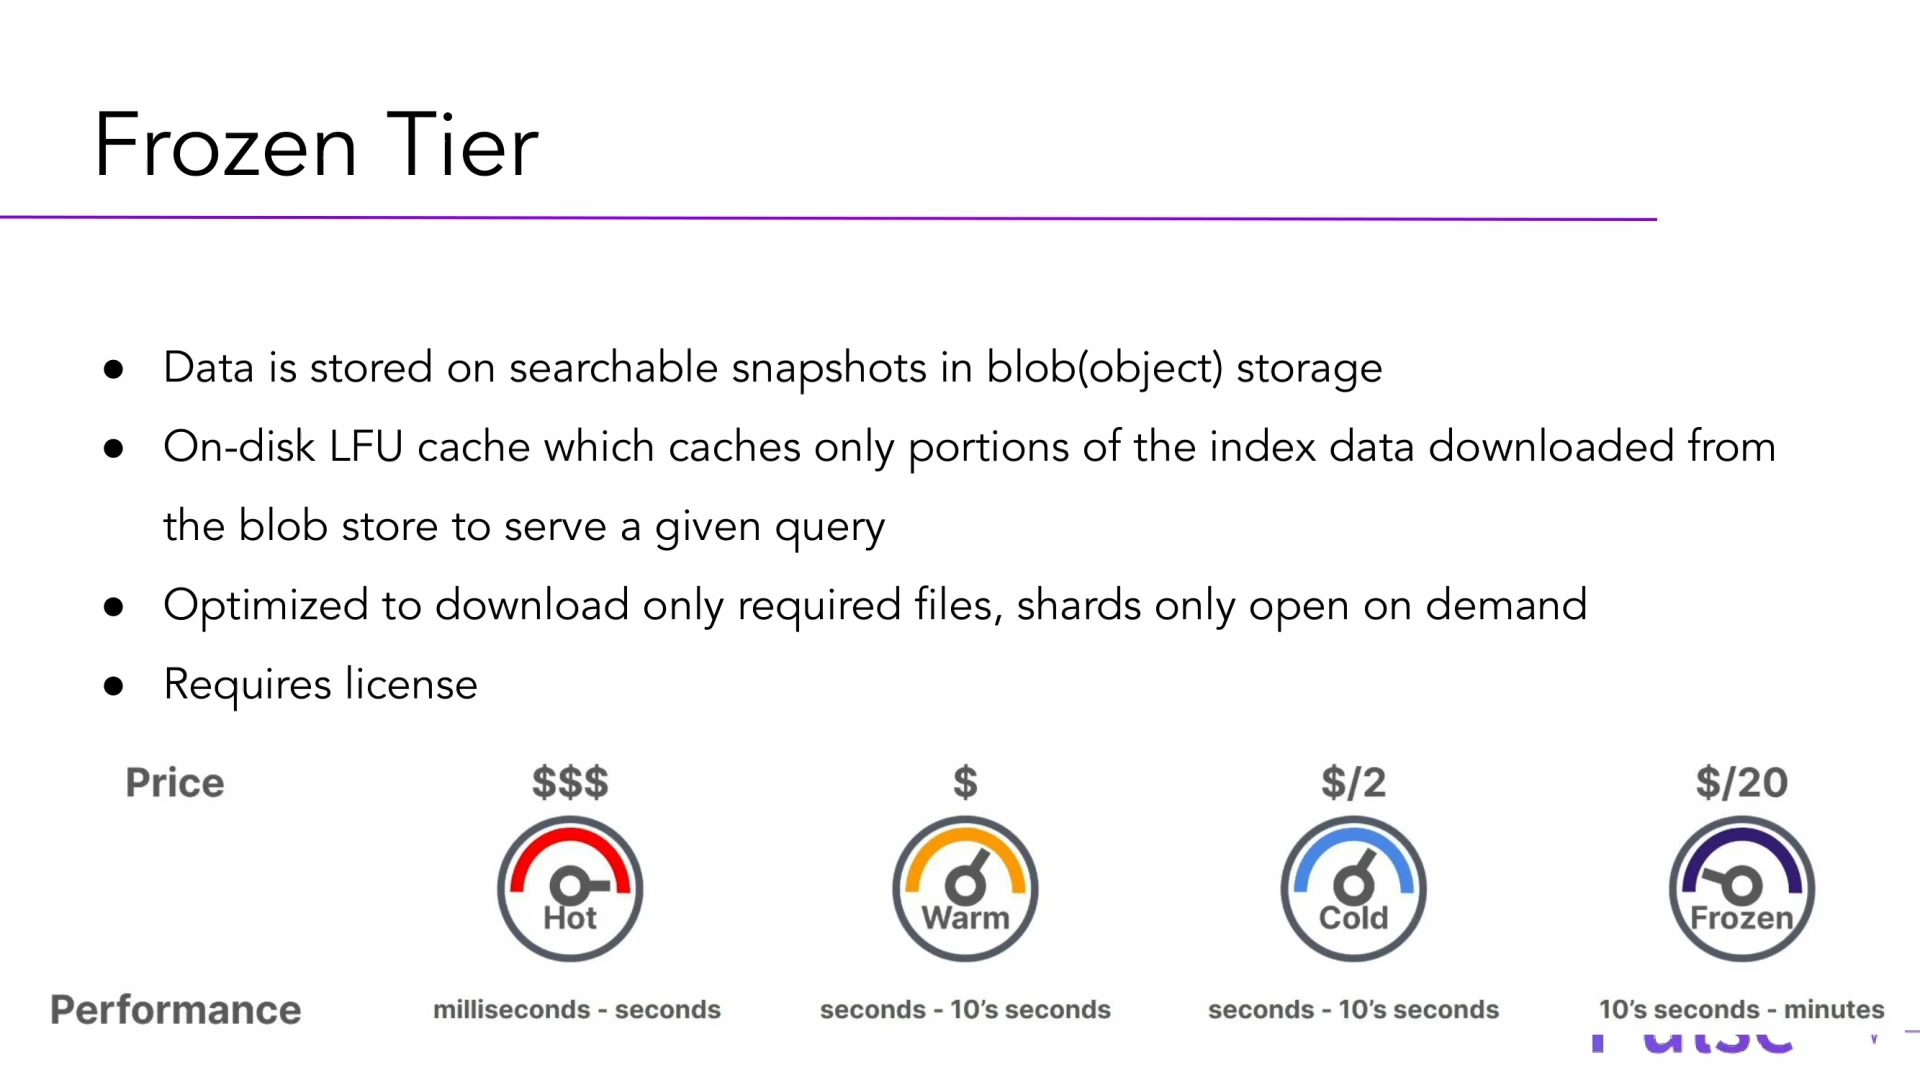 Frozen Tier
● Data is stored on searchable snapshots in blob(object) storage
● On-disk LFU cache which caches only portions of the index data downloaded from
the blob store to serve a given query
● Optimized to download only required files, shards only open on demand
● Requires license
Price $$$ $ $/2 $/20
Hot Warm Cold Frozen
Performance milliseconds - seconds seconds - 10’s seconds seconds - 10’s seconds 10’s seconds - minutes
Pulse